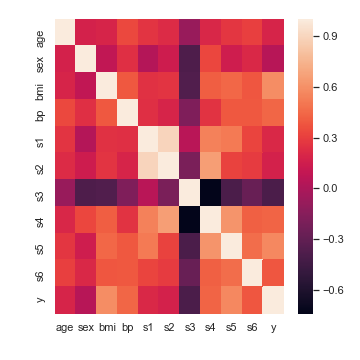 age
sex
bmi
bp
s1
s2
s3
s4
s5
s6
y
age sex bmi bp s1 s2 s3 s4 s5 s6 y
0.9
0.6
0.3
0.0
−0.3
−0.6